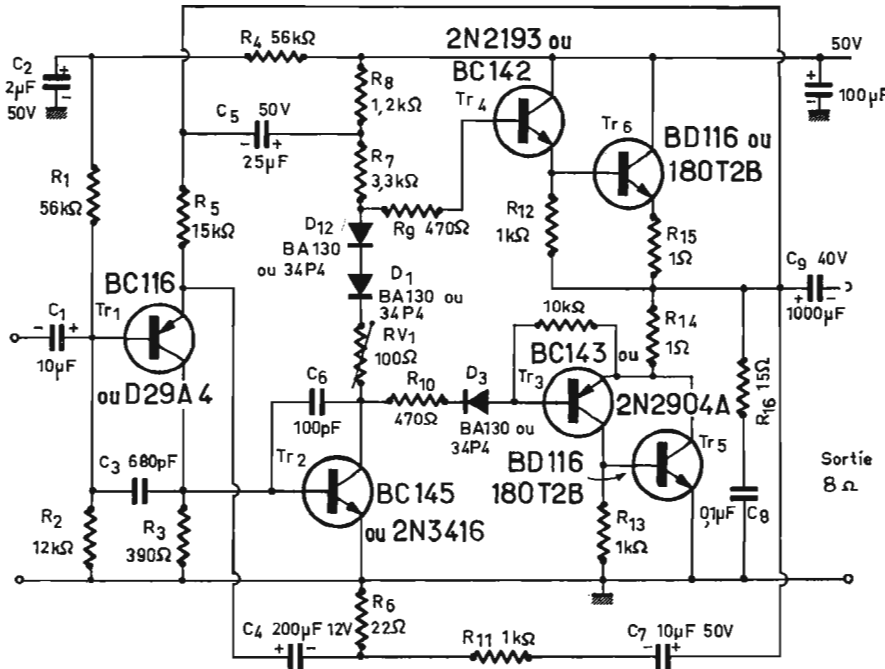 C2
2µF
50V
+
-
R4 56kΩ
R8
1,2kΩ
2N2193 ou
BC142
Tr4
50V
+
-
100µF
C5
50V
-
+
25µF
R7
3,3kΩ
Tr6
BD116 ou
180T2B
R1
56kΩ
R5
15kΩ
D12
BA130
ou 34P4
R9 470Ω
R12
1kΩ
R15
1Ω
C9 40V
+
-
1000µF
BC116
Tr1
C1
-
+
10µF
ou D29A4
D1
BA130 ou
34P4
RV1
100Ω
10kΩ
BC143 ou
Tr3
2N2904A
R14
1Ω
R16 15Ω
C6
100pF
R10
470Ω
D3
BA130 ou
34P4
Tr5
BD116
180T2B
Sortie
8 Ω
C3 680pF
Tr2
BC145
ou 2N3416
R2
12kΩ
R3
390Ω
R13
1kΩ
,01µF
C8
R6
22Ω
C4 200µF 12V
+
-
R11 1kΩ
C7 10µF 50V
-
+